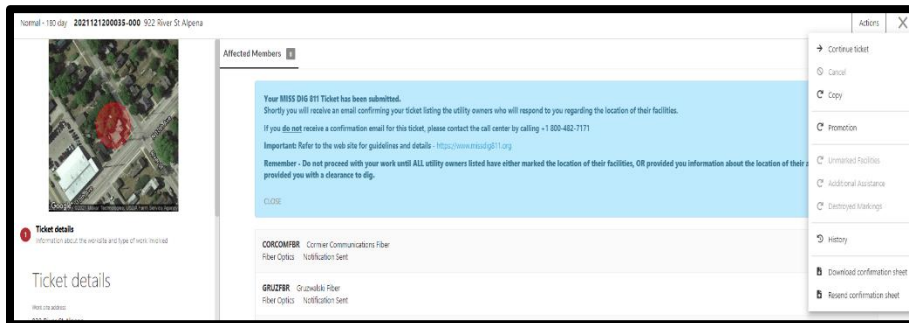 Normal - 180 day 2021121200035-000 922 River St Alpena
Actions X
Affected Members
Your MISS DIG 811 Ticket has been submitted.
Shortly you will receive an email confirming your ticket listing the utility owners who will respond to you regarding the location of their facilities.
If you do not receive a confirmation email for this ticket, please contact the call center by calling +1 800-482-7171
Important: Refer to the web site for guidelines and details - https://www.missdig811.org
Remember - Do not proceed with your work until ALL utility owners listed have either marked the location of their facilities, OR provided you information about the location of their
provided you with a clearance to dig.
CLOSE
CORCOMFBR Cormier Communications Fiber
Fiber Optics Notification Sent
GRUZFBR Gruzwalski Fiber
Fiber Optics Notification Sent
Continue ticket
Cancel
Copy
Promotion
Unmarked Facilities
Additional Assistance
Destroyed Markings
History
Download confirmation sheet
Resend confirmation sheet
Google
1 Ticket details
Information about the worksite and type of work involved
Ticket details
Work site address